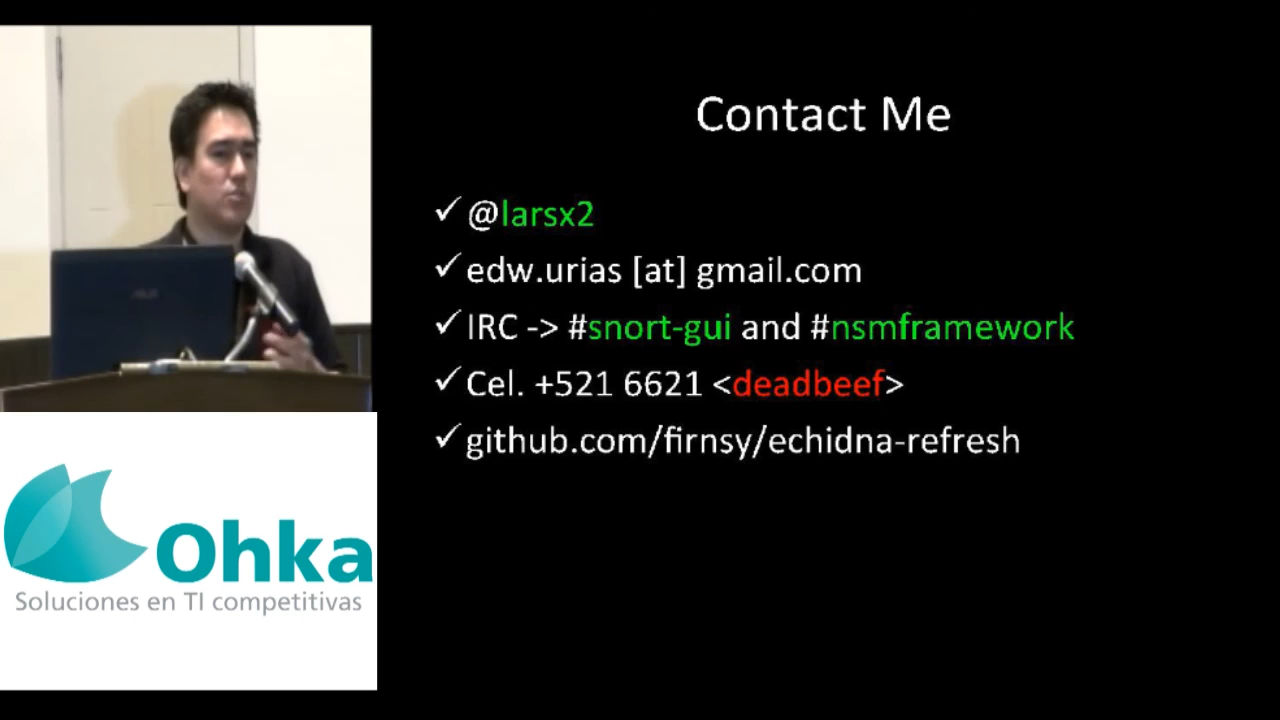 Contact Me
@larsx2
edw.urias [at] gmail.com
IRC -> #snort-gui and #nsmframework
Cel. +521 6621 <deadbeef>
github.com/firnsy/echidna-refresh
Ohka
Soluciones en TI competitivas